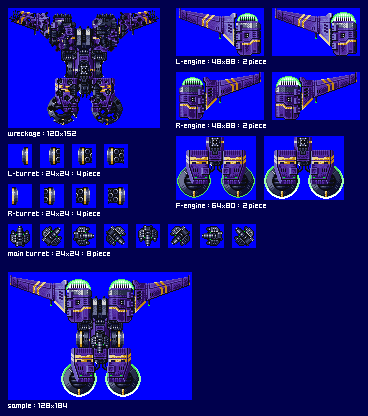 L-engine : 48x88 : 2piece
R-engine : 48x88 : 2piece
wreckage : 120x152
L-turret : 24x24 : 4piece
R-turret : 24x24 : 4piece
F-engine : 64x80 : 2piece
main turret : 24x24 : 8piece
sample : 128x184